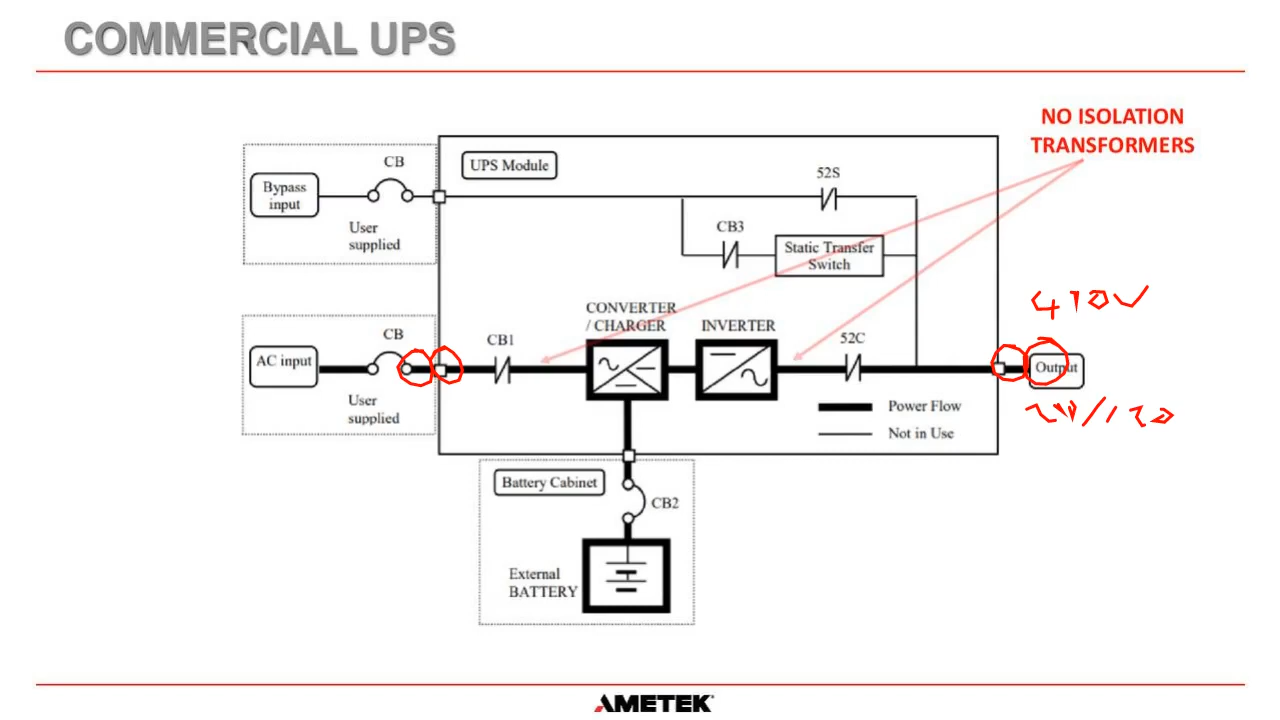 COMMERCIAL UPS
NO ISOLATION
TRANSFORMERS
CB
UPS Module
52S
Bypass
input
User
supplied
CB3
Static Transfer
Switch
CONVERTER
/ CHARGER
INVERTER
CB
CB1
52C
AC input
Output
User
supplied
Power Flow
Not in Use
Battery Cabinet
CB2
External
BATTERY
AMETEK